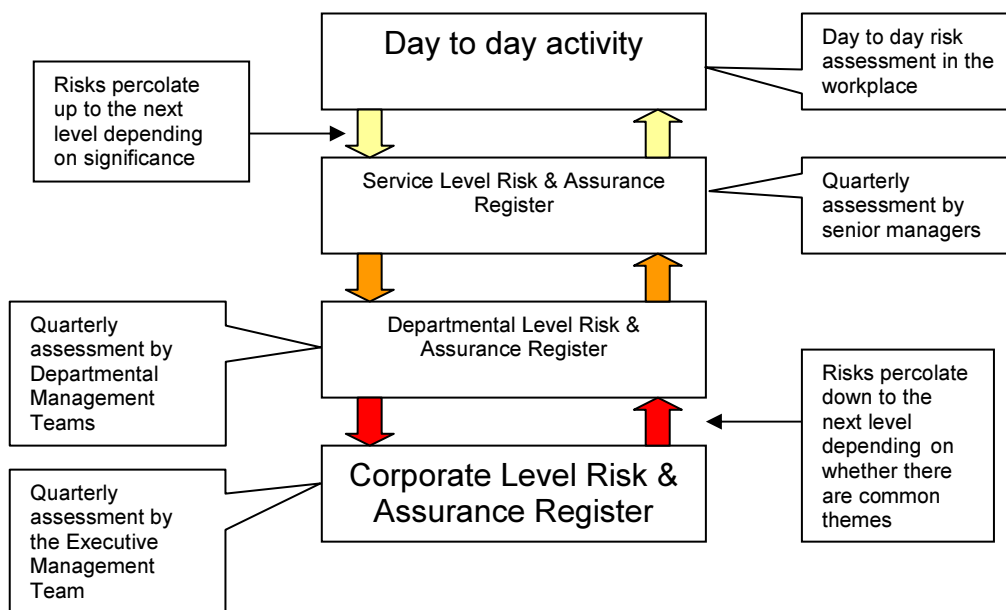 Day to day activity
Day to day risk
assessment in the
workplace
Risks percolate
up to the next
level depending
on significance
Service Level Risk & Assurance
Register
Quarterly
assessment by
senior managers
Quarterly
assessment by
Departmental
Management
Teams
Departmental Level Risk &
Assurance Register
Risks percolate
down to the
next level
depending on
whether there
are common
themes
Corporate Level Risk &
Assurance Register
Quarterly
assessment by
the Executive
Management
Team